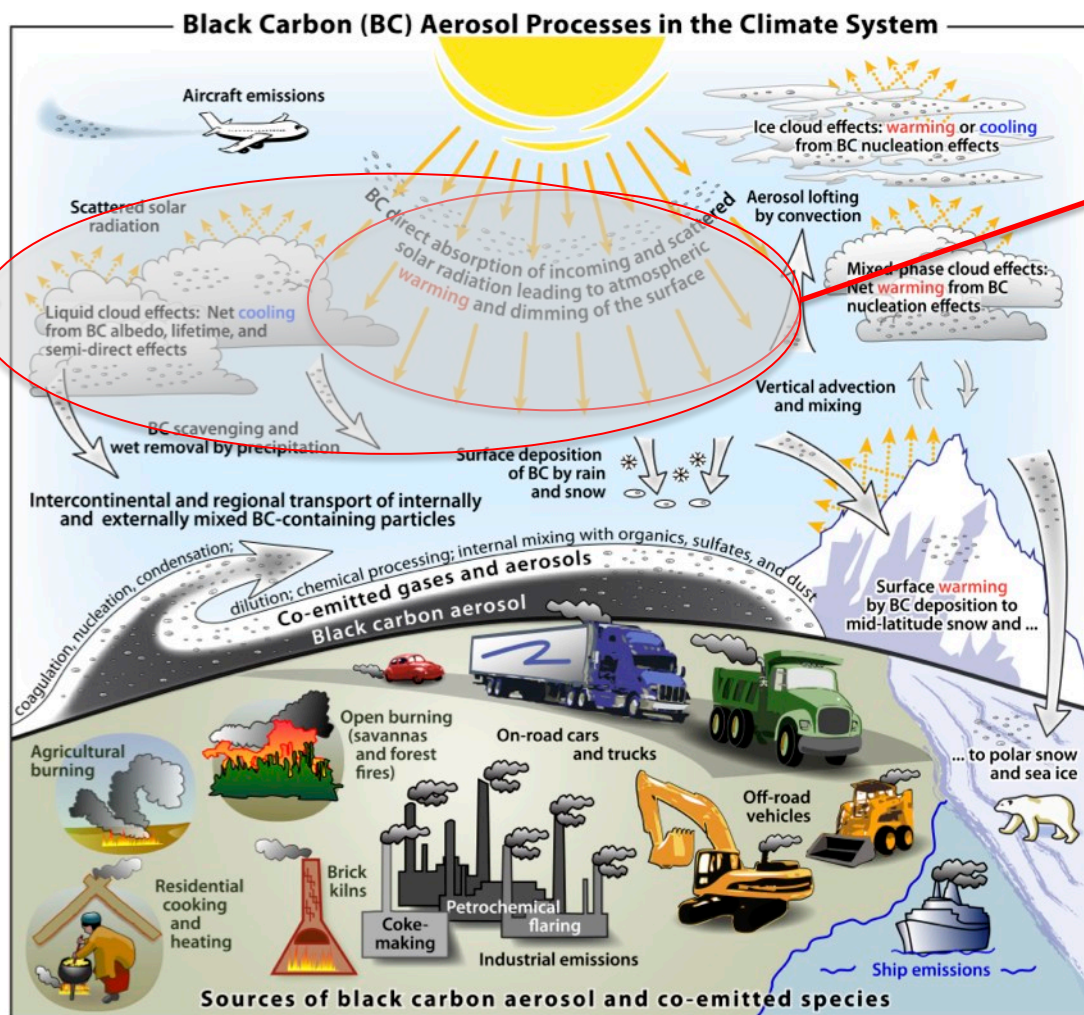 Black Carbon (BC) Aerosol Processes in the Climate System
Aircraft emissions
Ice cloud effects: warming or cooling
from BC nucleation effects
Scattered solar
radiation
BC direct absorption of incoming and scattered
solar radiation leading to atmospheric
warming and dimming of the surface
Aerosol lofting
by convection
Mixed-phase cloud effects:
Net warming from BC
nucleation effects
Liquid cloud effects: Net cooling
from BC albedo, lifetime, and
semi-direct effects
Vertical advection
and mixing
BC scavenging and
wet removal by precipitation
Surface deposition
of BC by rain
and snow
Intercontinental and regional transport of internally
and externally mixed BC-containing particles
coagulation, nucleation, condensation;
dilution; chemical processing; internal mixing with organics, sulfates, and dust
Co-emitted gases and aerosols
Black carbon aerosol
Surface warming
by BC deposition to
mid-latitude snow and ...
... to polar snow
and sea ice
Agricultural
burning
Open burning
(savannas
and forest
fires)
On-road cars
and trucks
Off-road
vehicles
Residential
cooking
and
heating
Brick
kilns
Coke-
making
Petrochemical
flaring
Industrial emissions
Ship emissions
Sources of black carbon aerosol and co-emitted species